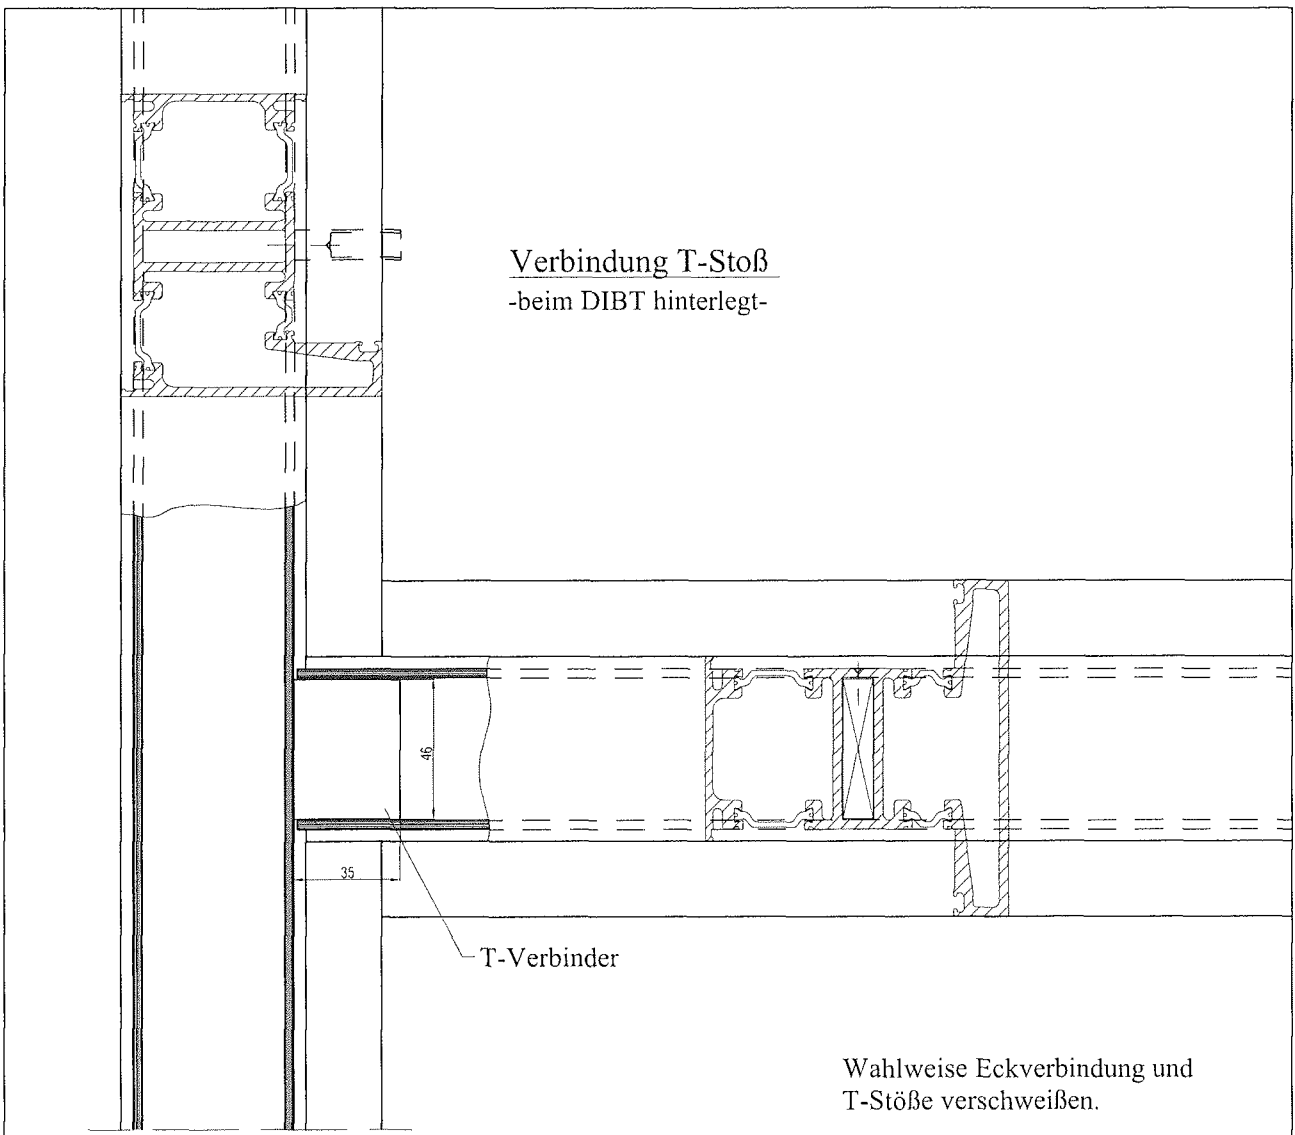 Verbindung T-Stoß
-beim DIBT hinterlegt-
46
35
T-Verbinder
Wahlweise Eckverbindung und
T-Stöße verschweißen.